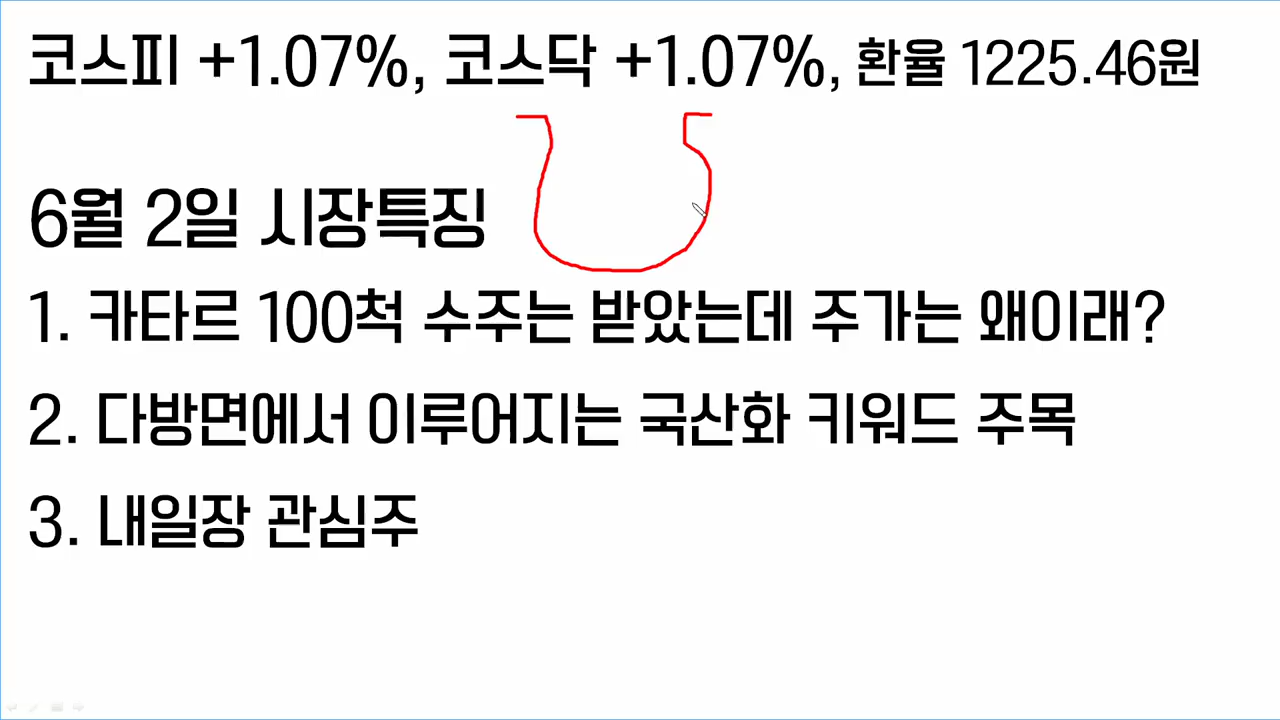 코스피 +1.07%, 코스닥 +1.07%, 환율 1225.46원
6월 2일 시장특징
1. 카타르 100척 수주는 받았는데 주가는 왜이래?
2. 다방면에서 이루어지는 국산화 키워드 주목
3. 내일장 관심주